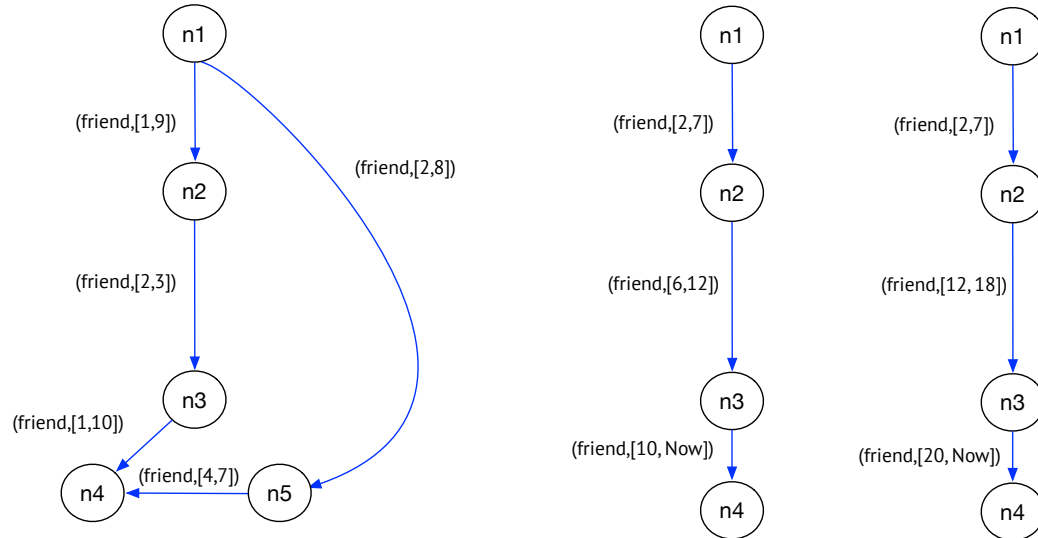 n1
(friend,[1,9])
(friend,[2,8])
n2
(friend,[2,3])
n3
(friend,[1,10])
(friend,[4,7])
n4
n5
n1
(friend,[2,7])
n2
(friend,[6,12])
n3
(friend,[10, Now])
n4
n1
(friend,[2,7])
n2
(friend,[12, 18])
n3
(friend,[20, Now])
n4